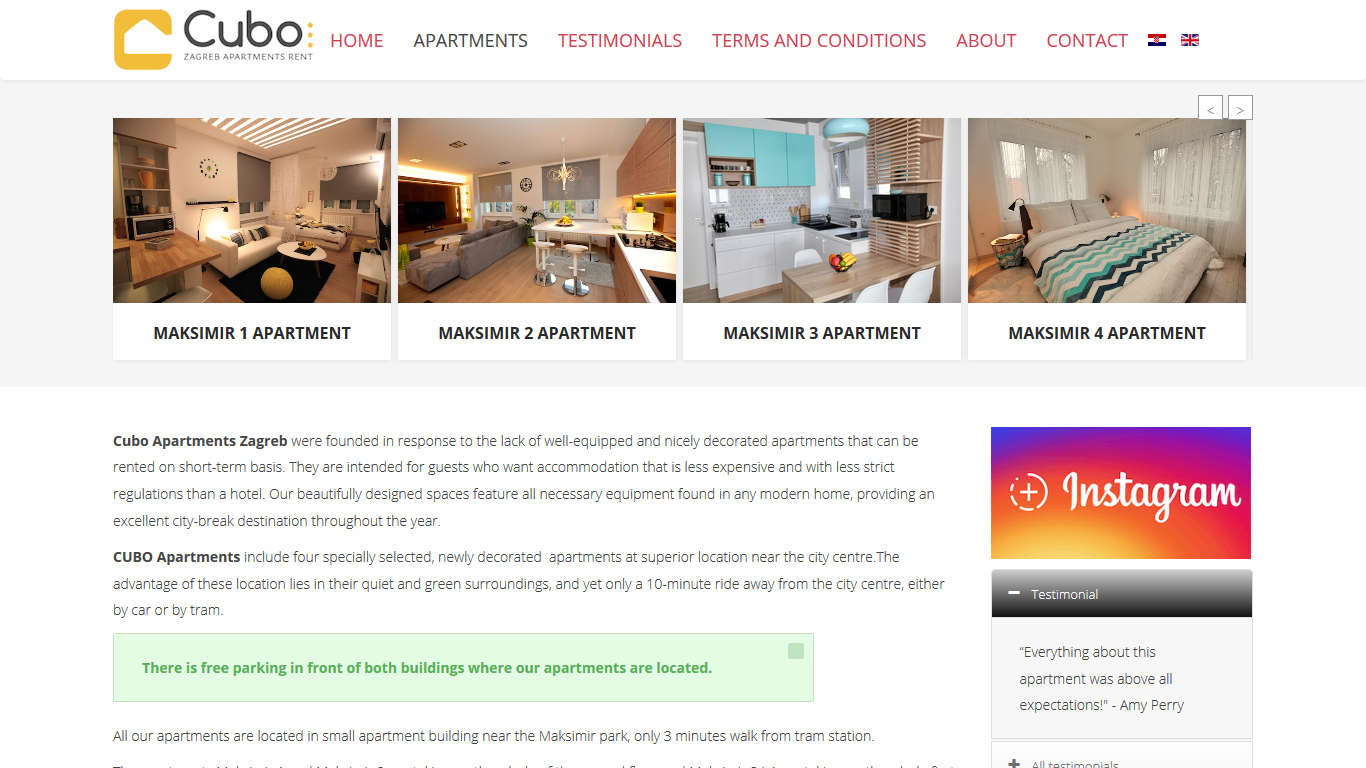 Cubo
ZAGREB APARTMENTS RENT
HOME
APARTMENTS
TESTIMONIALS
TERMS AND CONDITIONS
ABOUT
CONTACT
<
>
MAKSIMIR 1 APARTMENT
MAKSIMIR 2 APARTMENT
MAKSIMIR 3 APARTMENT
MAKSIMIR 4 APARTMENT
Cubo Apartments Zagreb were founded in response to the lack of well-equipped and nicely decorated apartments that can be
rented on short-term basis. They are intended for guests who want accommodation that is less expensive and with less strict
regulations than a hotel. Our beautifully designed spaces feature all necessary equipment found in any modern home, providing an
excellent city-break destination throughout the year.
CUBO Apartments include four specially selected, newly decorated apartments at superior location near the city centre.The
advantage of these location lies in their quiet and green surroundings, and yet only a 10-minute ride away from the city centre, either
by car or by tram.
There is free parking in front of both buildings where our apartments are located.
All our apartments are located in small apartment building near the Maksimir park, only 3 minutes walk from tram station.
Instagram
Testimonial
“Everything about this
apartment was above all
expectations!" - Amy Perry
All testimonials